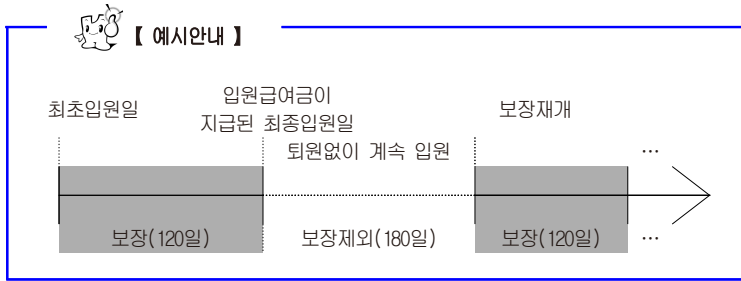 【 예시안내 】
최초입원일
입원급여금이
지급된 최종입원일
보장재개
퇴원없이 계속 입원
…
보장(120일)
보장제외(180일)
보장(120일)
…